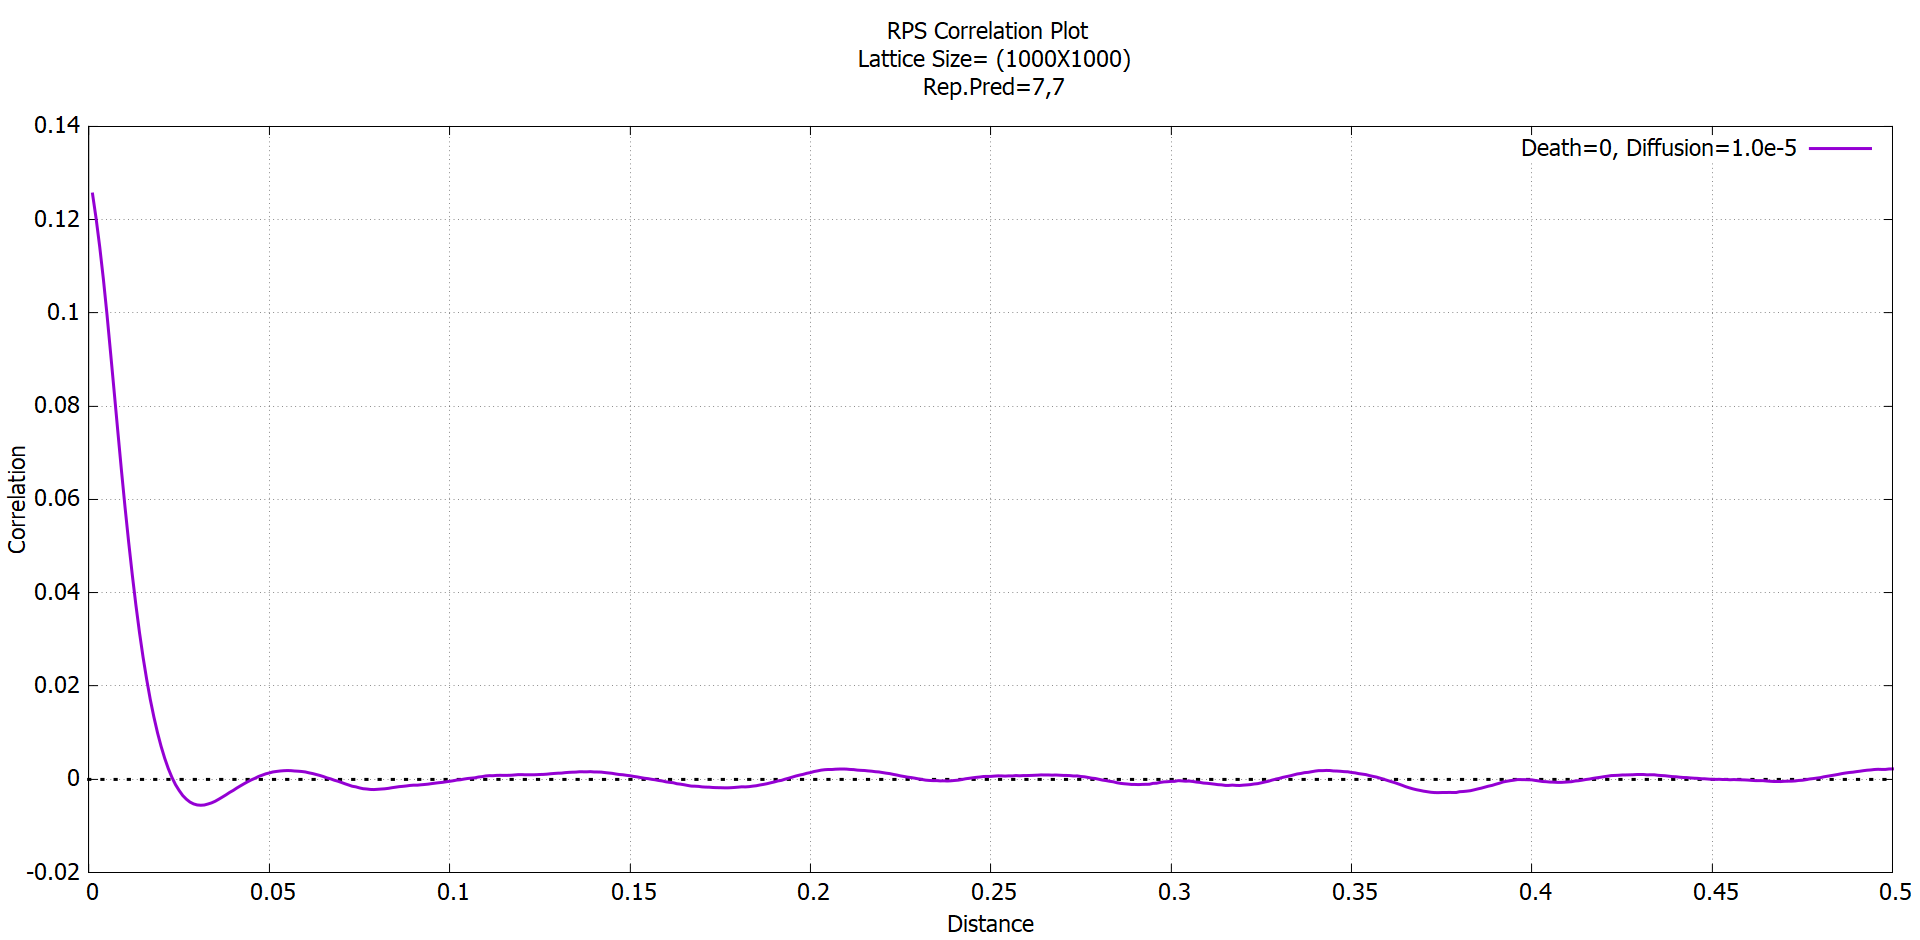 RPS Correlation Plot
Lattice Size= (1000X1000)
Rep.Pred=7,7
Death=0, Diffusion=1.0e-5
0.14
0.12
0.1
0.08
0.06
0.04
0.02
0
-0.02
Correlation
0 0.05 0.1 0.15 0.2 0.25 0.3 0.35 0.4 0.45 0.5
Distance